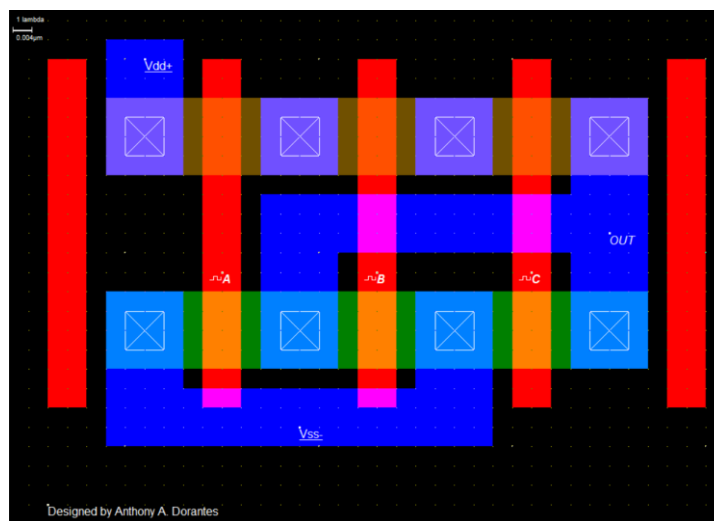 1 lambda
0.004µm
Vdd+
OUT
A
B
C
Vss-
Designed by Anthony A. Dorantes